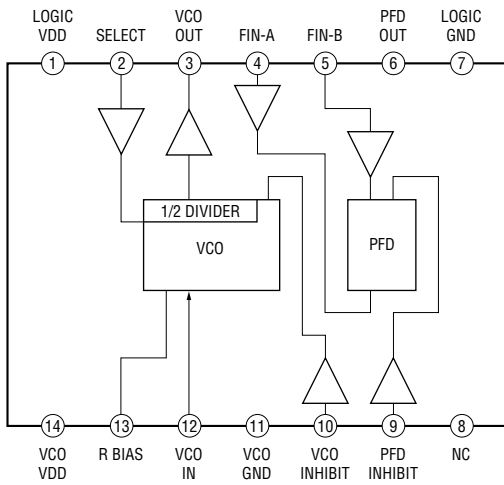 LOGIC VDD
SELECT
VCO OUT
FIN-A
FIN-B
PFD OUT
LOGIC GND
1
2
3
4
5
6
7
1/2 DIVIDER
VCO
PFD
14
13
12
11
10
9
8
VCO VDD
R BIAS
VCO IN
VCO GND
VCO INHIBIT
PFD INHIBIT
NC